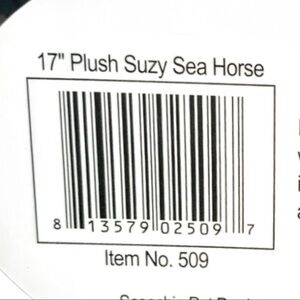 17" Plush Suzy Sea Horse
8 13579 02509 7
Item No. 509